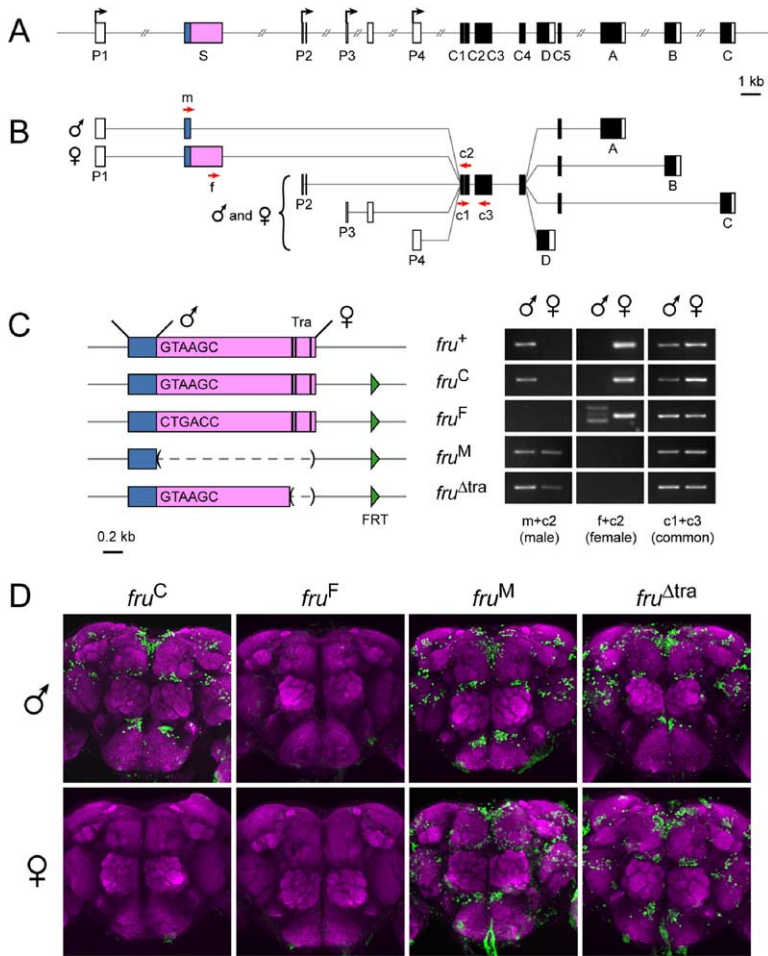 A
P1 S P2 P3 P4 C1 C2 C3 C4 D C5 A B C
1 kb
B
m
♂
A
♀
c2
P1
f
B
♂ and ♀
P2
c1 c3
P3
C
P4
D
C
♂ Tra ♀
♂ ♀ ♂ ♀ ♂ ♀
GTAAGC
fru+
GTAAGC
fruC
CTGACC
fruF
fruM
GTAAGC
fruΔtra
FRT
0.2 kb
m+c2 f+c2 c1+c3
(male) (female) (common)
D
fruC fruF fruM fruΔtra
♂
♀